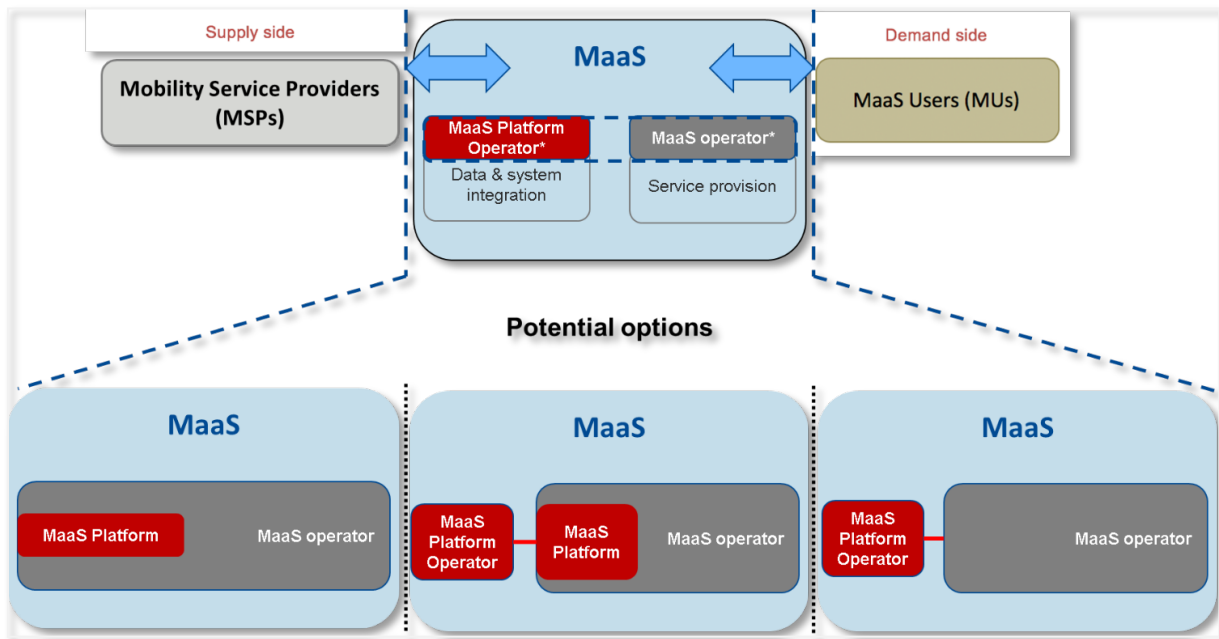 Supply side
Mobility Service Providers
(MSPs)
MaaS
MaaS Platform
Operator*
Data & system
integration
MaaS operator*
Service provision
Demand side
MaaS Users (MUs)
Potential options
MaaS
MaaS Platform
MaaS operator
MaaS
MaaS
Platform
Operator
MaaS
Platform
MaaS operator
MaaS
MaaS
Platform
Operator
MaaS operator